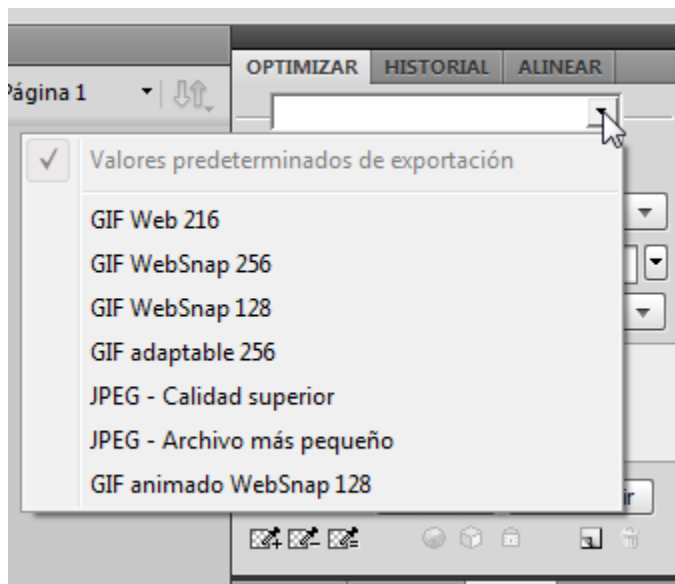 OPTIMIZAR HISTORIAL ALINEAR
Página 1
Valores predeterminados de exportación
GIF Web 216
GIF WebSnap 256
GIF WebSnap 128
GIF adaptable 256
JPEG - Calidad superior
JPEG - Archivo más pequeño
GIF animado WebSnap 128